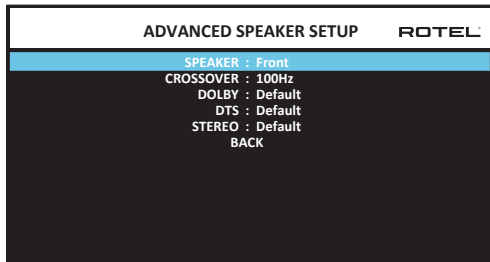 ADVANCED SPEAKER SETUP ROTEL
SPEAKER : Front
CROSSOVER : 100Hz
DOLBY : Default
DTS : Default
STEREO : Default
BACK